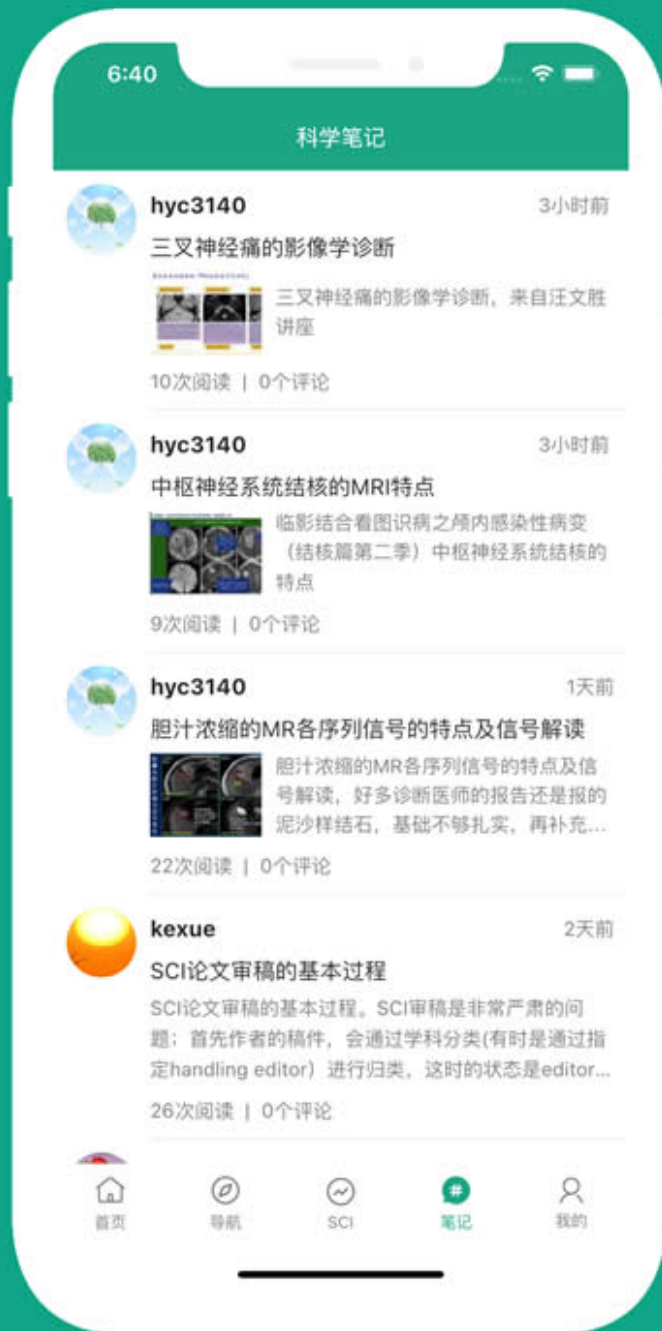 6:40
科学笔记
hyc3140
3小时前
三叉神经痛的影像学诊断
三叉神经痛的影像学诊断，来自汪文胜
讲座
10次阅读 | 0个评论
hyc3140
3小时前
中枢神经系统结核的MRI特点
临影结合看图识病之颅内感染性病变
（结核篇第二季）中枢神经系统结核的
特点
9次阅读 | 0个评论
hyc3140
1天前
胆汁浓缩的MR各序列信号的特点及信号解读
胆汁浓缩的MR各序列信号的特点及信
号解读，好多诊断医师的报告还是报的
泥沙样结石，基础不够扎实，再补充...
22次阅读 | 0个评论
kexue
2天前
SCI论文审稿的基本过程
SCI论文审稿的基本过程。SCI审稿是非常严肃的问
题：首先作者的稿件，会通过学科分类(有时是通过指
定handling editor）进行归类，这时的状态是editor...
26次阅读 | 0个评论
首页
导航
SCI
笔记
我的